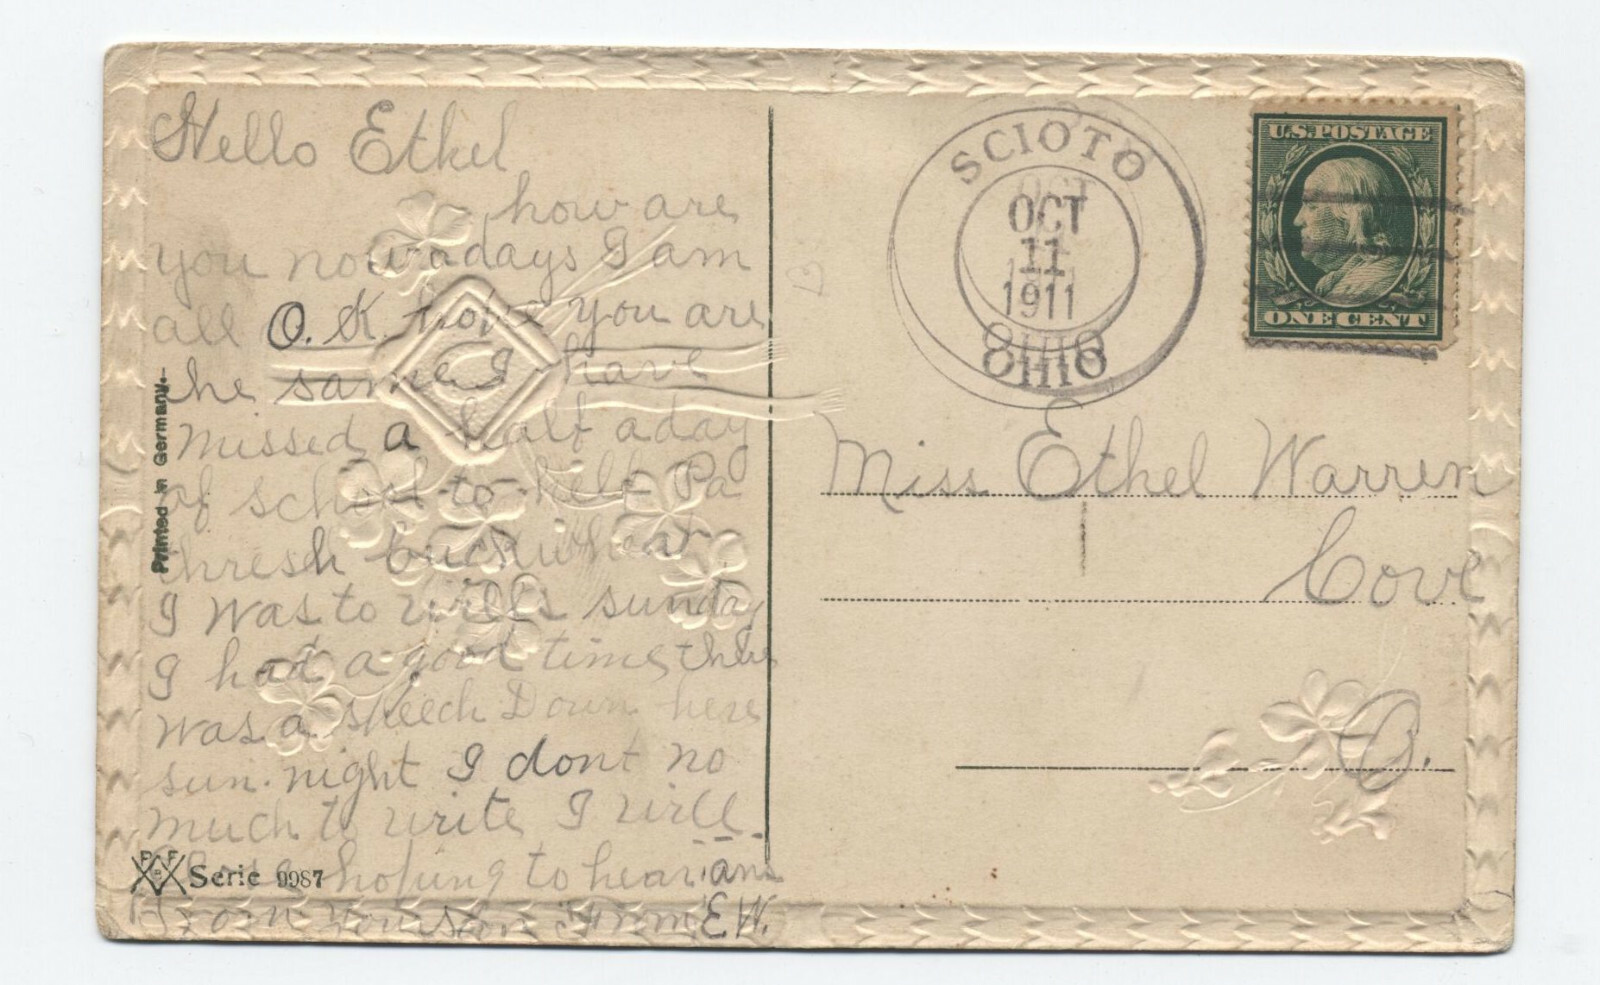 Hello Ethel
how are
you nowadays I am
all O.K. hope you are
the same I have
missed a half a day
of school to help Pa
thresh buckwheat
I was to wills sunday
I had a good time there
was a speech Down here
sun. night I dont no
much to write I will
hoping to hear ans
From E.W.
Printed in Germany.
PFB
Serie 9987
SCIOTO
OCT
11
1911
OHIO
U.S. POSTAGE
ONE CENT
Miss Ethel Warren
Cove
O.